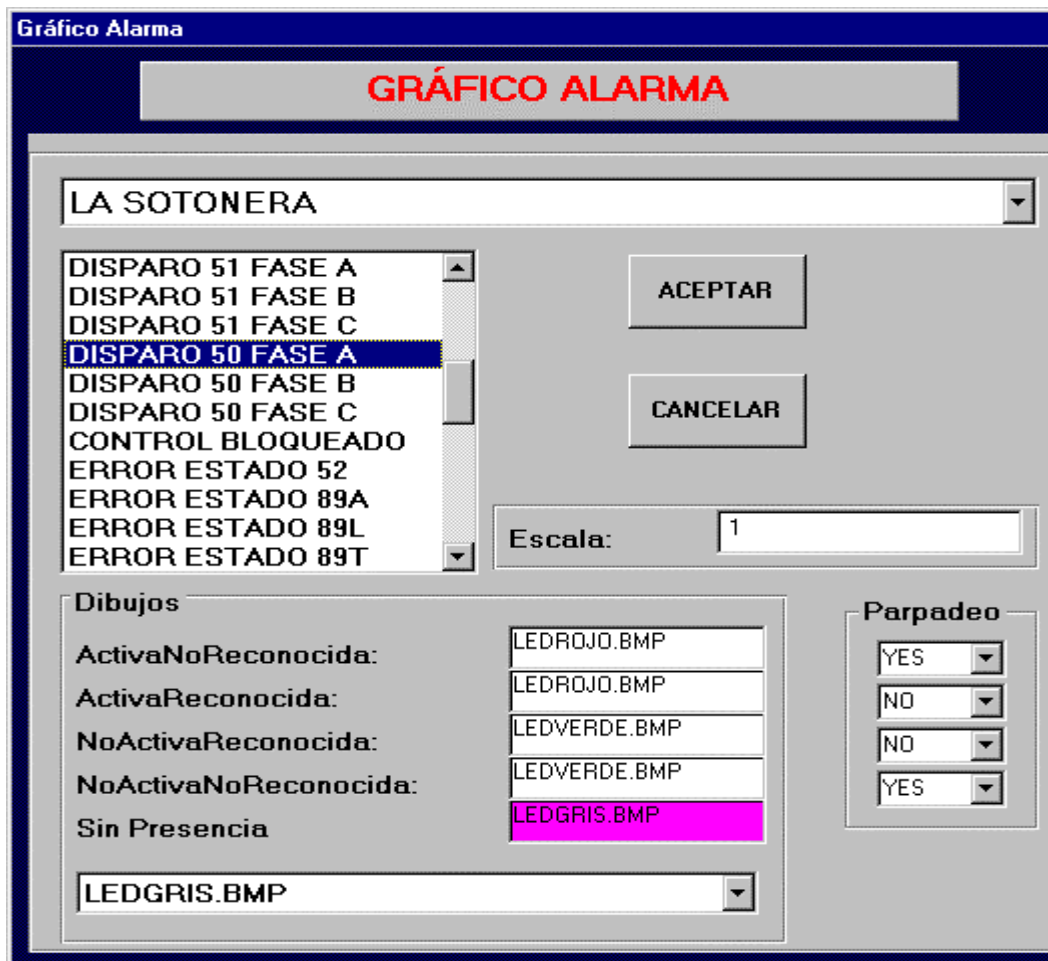 Gráfico Alarma
GRÁFICO ALARMA
LA SOTONERA
DISPARO 51 FASE A
DISPARO 51 FASE B
DISPARO 51 FASE C
DISPARO 50 FASE A
DISPARO 50 FASE B
DISPARO 50 FASE C
CONTROL BLOQUEADO
ERROR ESTADO 52
ERROR ESTADO 89A
ERROR ESTADO 89L
ERROR ESTADO 89T
ACEPTAR
CANCELAR
Escala: 1
Dibujos
ActivaNoReconocida: LEDROJO.BMP
ActivaReconocida: LEDROJO.BMP
NoActivaReconocida: LEDVERDE.BMP
NoActivaNoReconocida: LEDVERDE.BMP
Sin Presencia LEDGRIS.BMP
LEDGRIS.BMP
Parpadeo
YES
NO
NO
YES